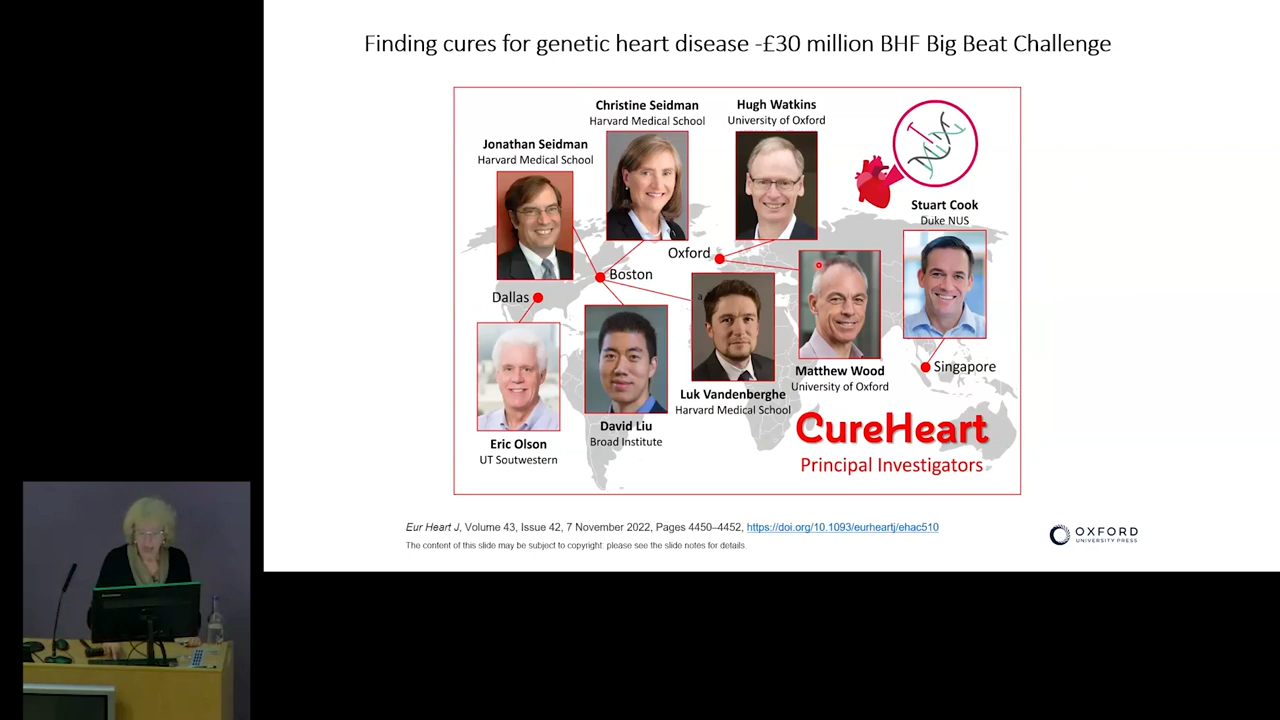 Finding cures for genetic heart disease -£30 million BHF Big Beat Challenge
Christine Seidman
Harvard Medical School
Hugh Watkins
University of Oxford
Jonathan Seidman
Harvard Medical School
Stuart Cook
Duke NUS
Oxford
Boston
Dallas
Singapore
Matthew Wood
University of Oxford
Luk Vandenberghe
Harvard Medical School
David Liu
Broad Institute
Eric Olson
UT Soutwestern
CureHeart
Principal Investigators
Eur Heart J, Volume 43, Issue 42, 7 November 2022, Pages 4450–4452, https://doi.org/10.1093/eurheartj/ehac510
The content of this slide may be subject to copyright: please see the slide notes for details.
OXFORD
UNIVERSITY PRESS